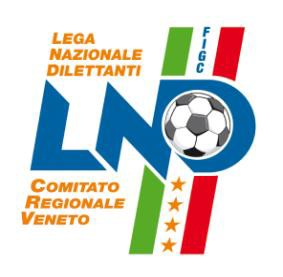 LEGA
NAZIONALE
DILETTANTI
FIGC
LND
COMITATO
REGIONALE
VENETO